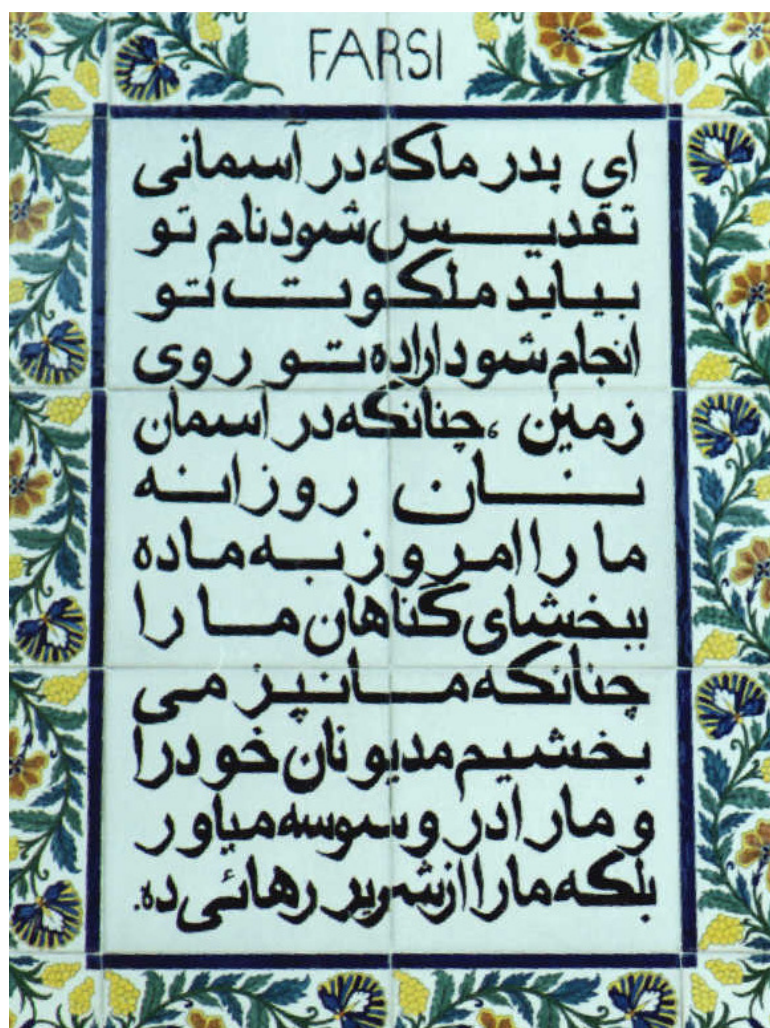 FARSI
ای پدر ما که در آسمانی
تقدیس شود نام تو
بیاید ملکوت تو
انجام شود اراده تو روی
زمین ،چنانکه در آسمان
نان روزانه
ما را امروز به ما ده
ببخشای گناهان ما را
چنانکه ما نیز می
بخشیم مدیونان خود را
و ما را در وسوسه میاور
بلکه ما را از شریر رهائی ده.